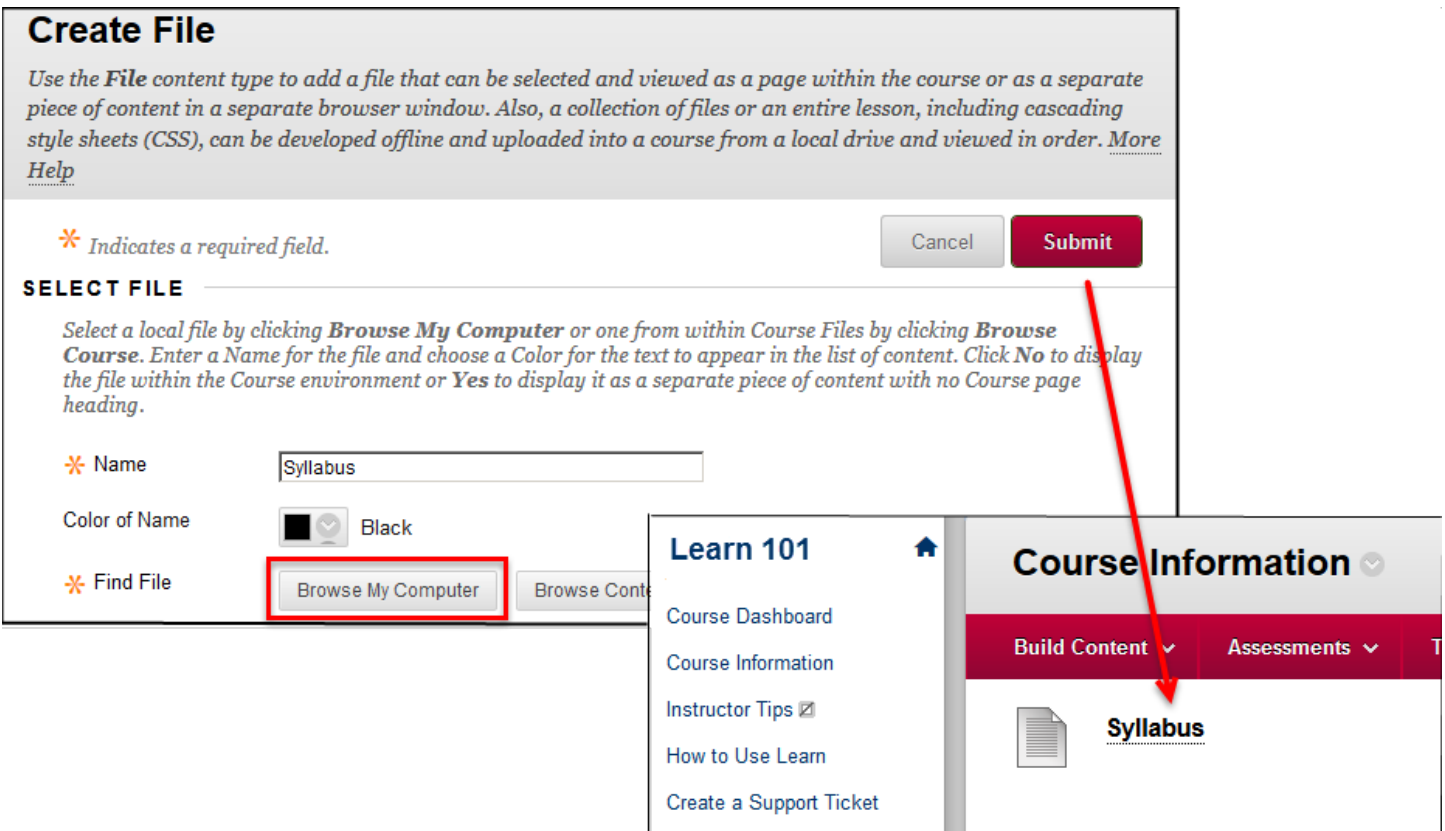 Create File
Use the File content type to add a file that can be selected and viewed as a page within the course or as a separate
piece of content in a separate browser window. Also, a collection of files or an entire lesson, including cascading
style sheets (CSS), can be developed offline and uploaded into a course from a local drive and viewed in order. More
Help
Indicates a required field.
Cancel
Submit
SELECT FILE
Select a local file by clicking Browse My Computer or one from within Course Files by clicking Browse
Course. Enter a Name for the file and choose a Color for the text to appear in the list of content. Click No to display
the file within the Course environment or Yes to display it as a separate piece of content with no Course page
heading.
Name
Syllabus
Color of Name
Black
Find File
Browse My Computer
Browse Conte
Learn 101
Course Dashboard
Course Information
Instructor Tips
How to Use Learn
Create a Support Ticket
Course Information
Build Content
Assessments
T
Syllabus